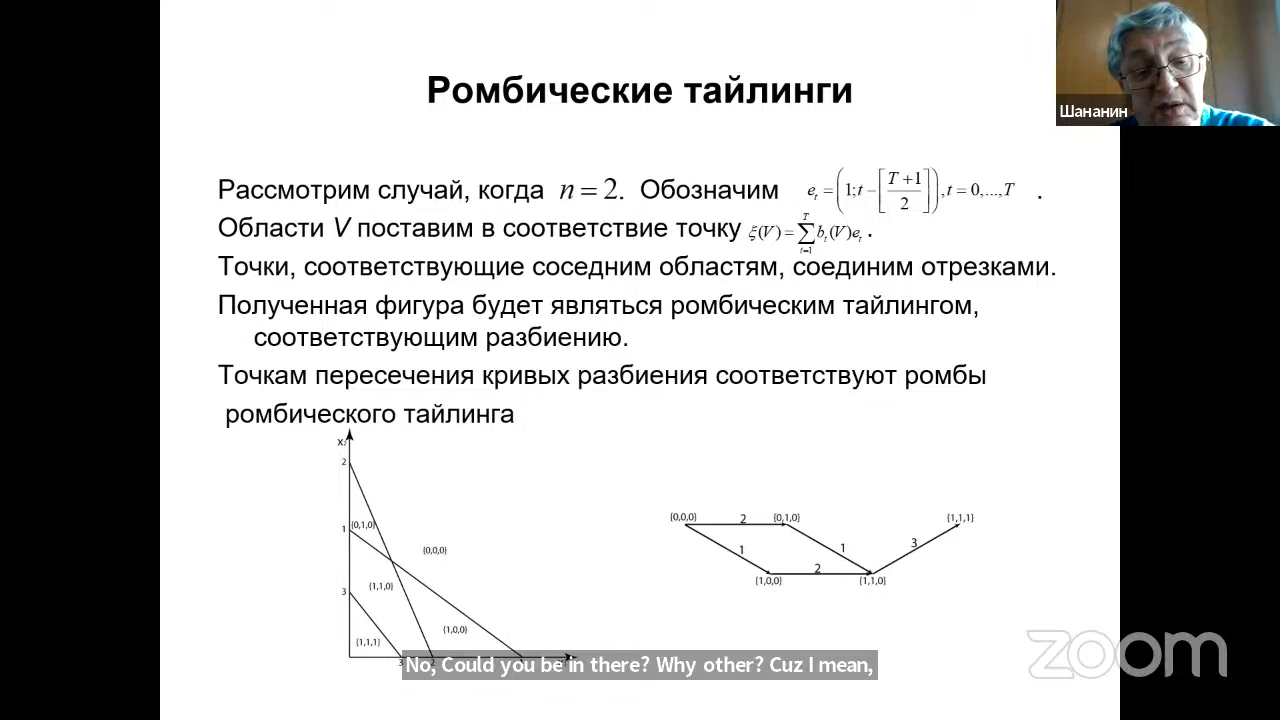 Ромбические тайлинги
Шананин
Рассмотрим случай, когда n = 2. Обозначим e_t = (1; t − [(T + 1)/2]), t = 0,...,T .
Области V поставим в соответствие точку ξ(V) = ∑_{t=1}^{T} b_t(V)e_t .
Точки, соответствующие соседним областям, соединим отрезками.
Полученная фигура будет являться ромбическим тайлингом,
соответствующим разбиению.
Точкам пересечения кривых разбиения соответствуют ромбы
ромбического тайлинга
2
1
{0,1,0}
{0,0,0}
{1,1,0}
3
{1,0,0}
{1,1,1}
3
{0,0,0}
2
{0,1,0}
{1,1,1}
1
1
3
2
{1,0,0}
{1,1,0}
No, Could you be in there? Why other? Cuz I mean,
zoom